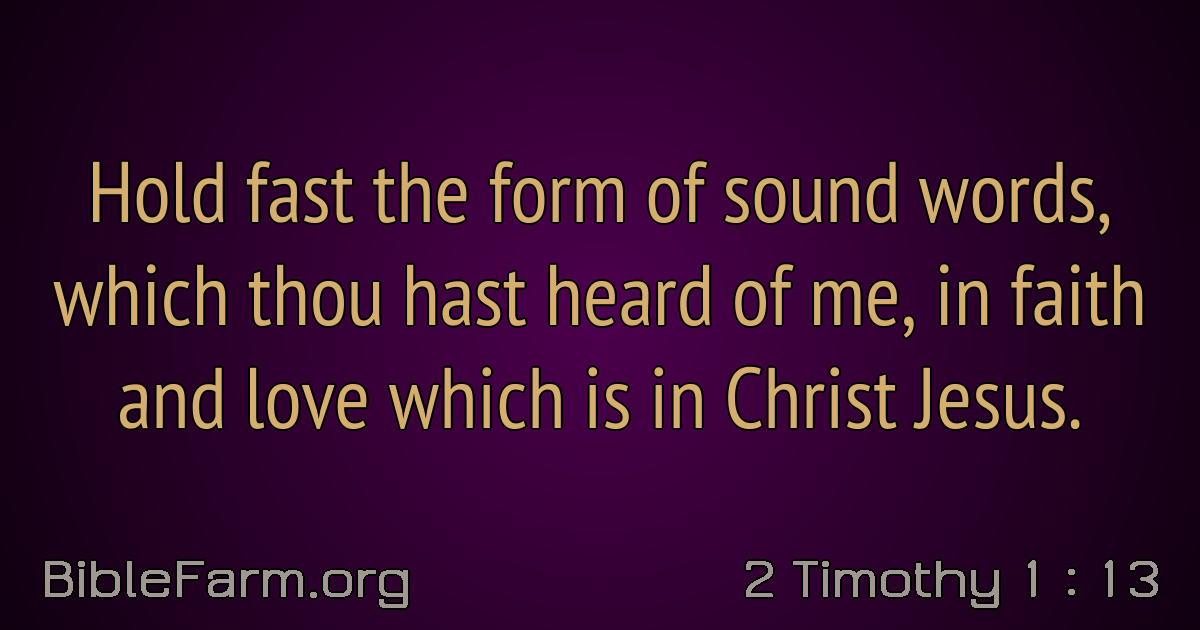 Hold fast the form of sound words,
which thou hast heard of me, in faith
and love which is in Christ Jesus.
BibleFarm.org
2 Timothy 1 : 13